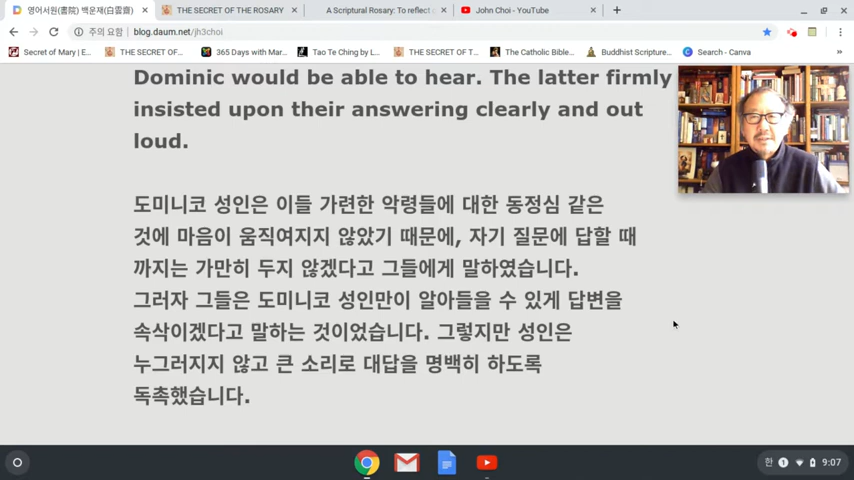 영어서원(書院) 백운재(白雲齋)
THE SECRET OF THE ROSARY
A Scriptural Rosary: To reflect
John Choi - YouTube
주의 요함
blog.daum.net/jh3choi
Secret of Mary | E...
THE SECRET OF...
365 Days with Mar...
Tao Te Ching by L...
THE SECRET OF T...
The Catholic Bible...
Buddhist Scripture...
Search - Canva
Dominic would be able to hear. The latter firmly
insisted upon their answering clearly and out
loud.
도미니코 성인은 이들 가련한 악령들에 대한 동정심 같은
것에 마음이 움직여지지 않았기 때문에, 자기 질문에 답할 때
까지는 가만히 두지 않겠다고 그들에게 말하였습니다.
그러자 그들은 도미니코 성인만이 알아들을 수 있게 답변을
속삭이겠다고 말하는 것이었습니다. 그렇지만 성인은
누그러지지 않고 큰 소리로 대답을 명백히 하도록
독촉했습니다.
한
1
9:07